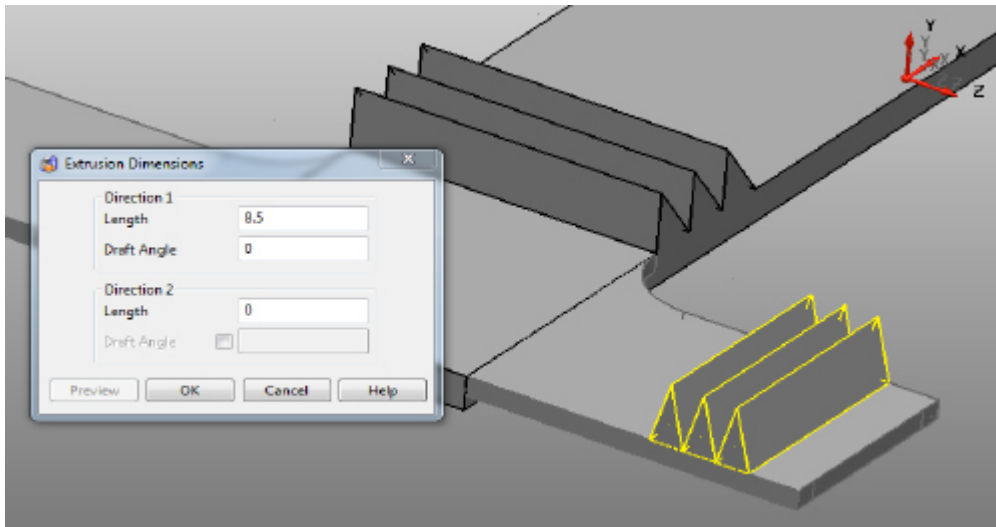 Extrusion Dimensions
Direction 1
Length 8.5
Draft Angle 0
Direction 2
Length 0
Draft Angle
Preview OK Cancel Help
Y
X
Z